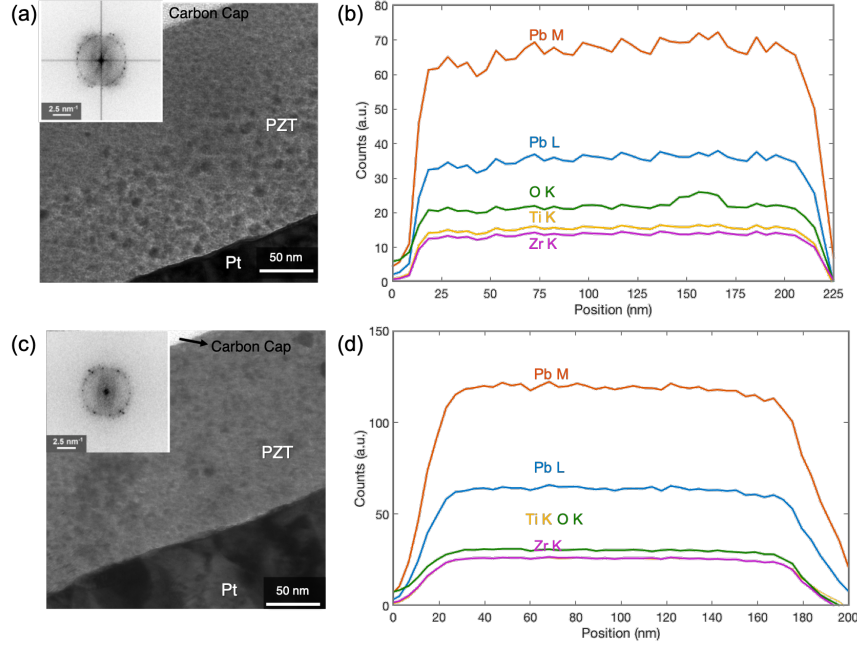 (a)
Carbon Cap
2.5 nm⁻¹
PZT
Pt
50 nm
(b)
80
70
60
50
40
30
20
10
0
Counts (a.u.)
Pb M
Pb L
O K
Ti K
Zr K
0 25 50 75 100 125 150 175 200 225
Position (nm)
(c)
Carbon Cap
2.5 nm⁻¹
PZT
Pt
50 nm
(d)
150
100
50
0
Counts (a.u.)
Pb M
Pb L
Ti K O K
Zr K
0 20 40 60 80 100 120 140 160 180 200
Position (nm)